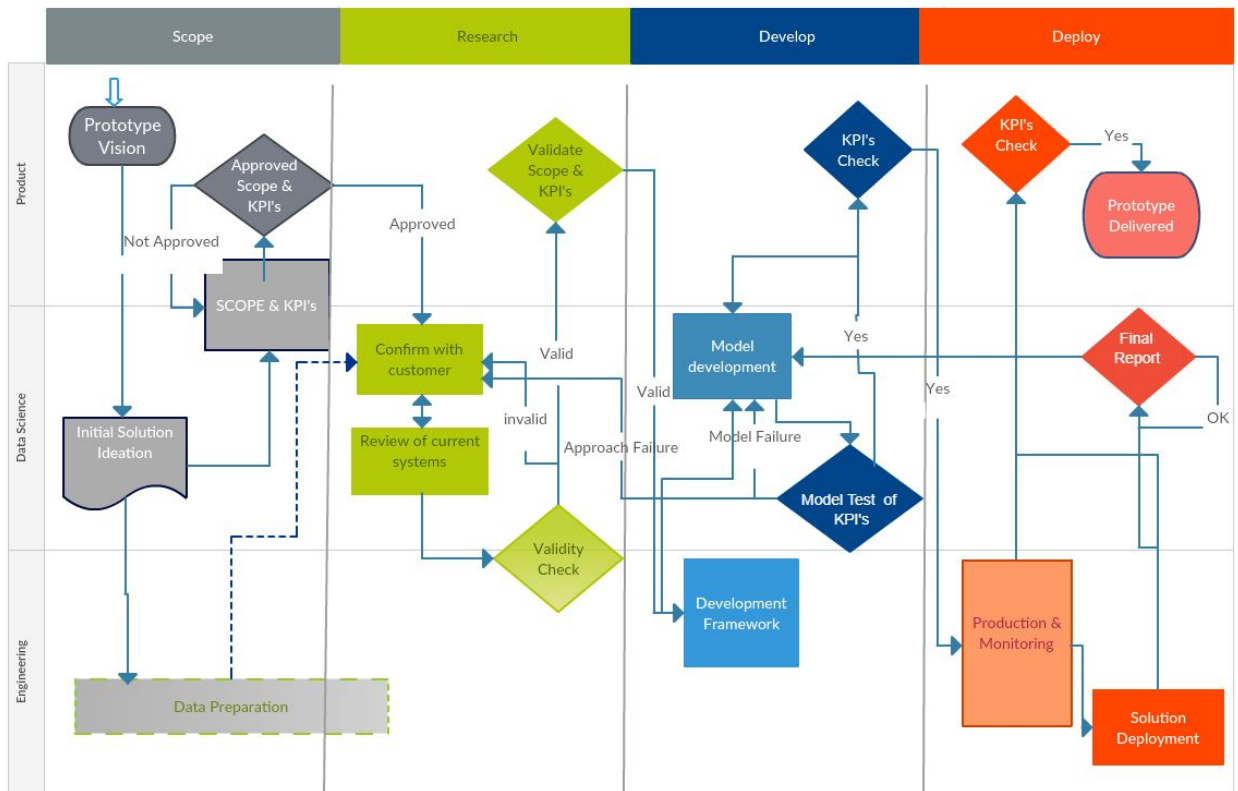 Scope
Research
Develop
Deploy
Product
Data Science
Engineering
Prototype
Vision
Approved
Scope &
KPI's
Not Approved
SCOPE & KPI's
Initial Solution
Ideation
Data Preparation
Approved
Validate
Scope &
KPI's
Confirm with
customer
Valid
invalid
Review of current
systems
Approach Failure
Validity
Check
KPI's
Check
Valid
Model
development
Yes
Model Failure
Model Test of
KPI's
Development
Framework
KPI's
Check
Yes
Prototype
Delivered
Yes
Final
Report
OK
Production &
Monitoring
Solution
Deployment